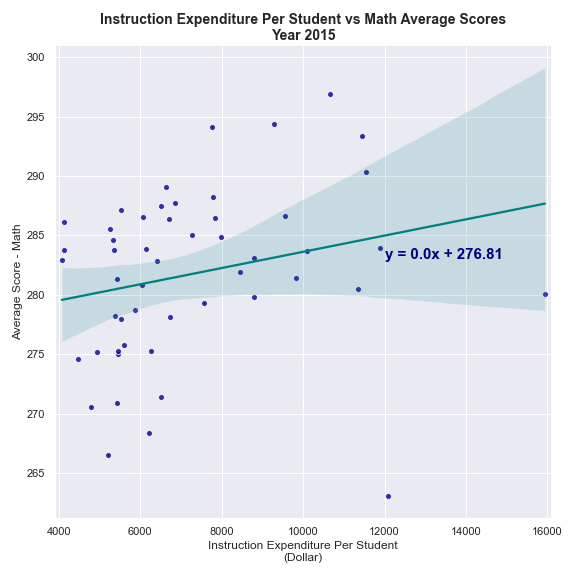 Instruction Expenditure Per Student vs Math Average Scores
Year 2015
300
295
290
285
280
275
270
265
Average Score - Math
y = 0.0x + 276.81
4000 6000 8000 10000 12000 14000 16000
Instruction Expenditure Per Student
(Dollar)